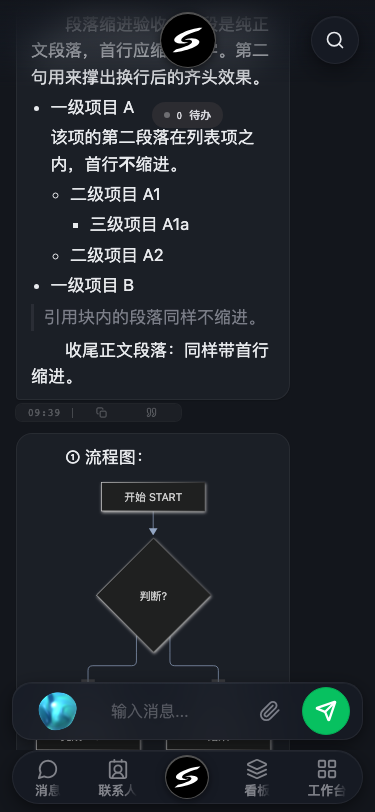 段落缩进验收
段是纯正
文段落，首行应缩
字。第二
句用来撑出换行后的齐头效果。
一级项目 A
0 待办
该项的第二段落在列表项之
内，首行不缩进。
二级项目 A1
三级项目 A1a
二级项目 A2
一级项目 B
引用块内的段落同样不缩进。
收尾正文段落：同样带首行
缩进。
09:39
① 流程图：
开始 START
判断?
输入消息...
消息
联系人
看板
工作台